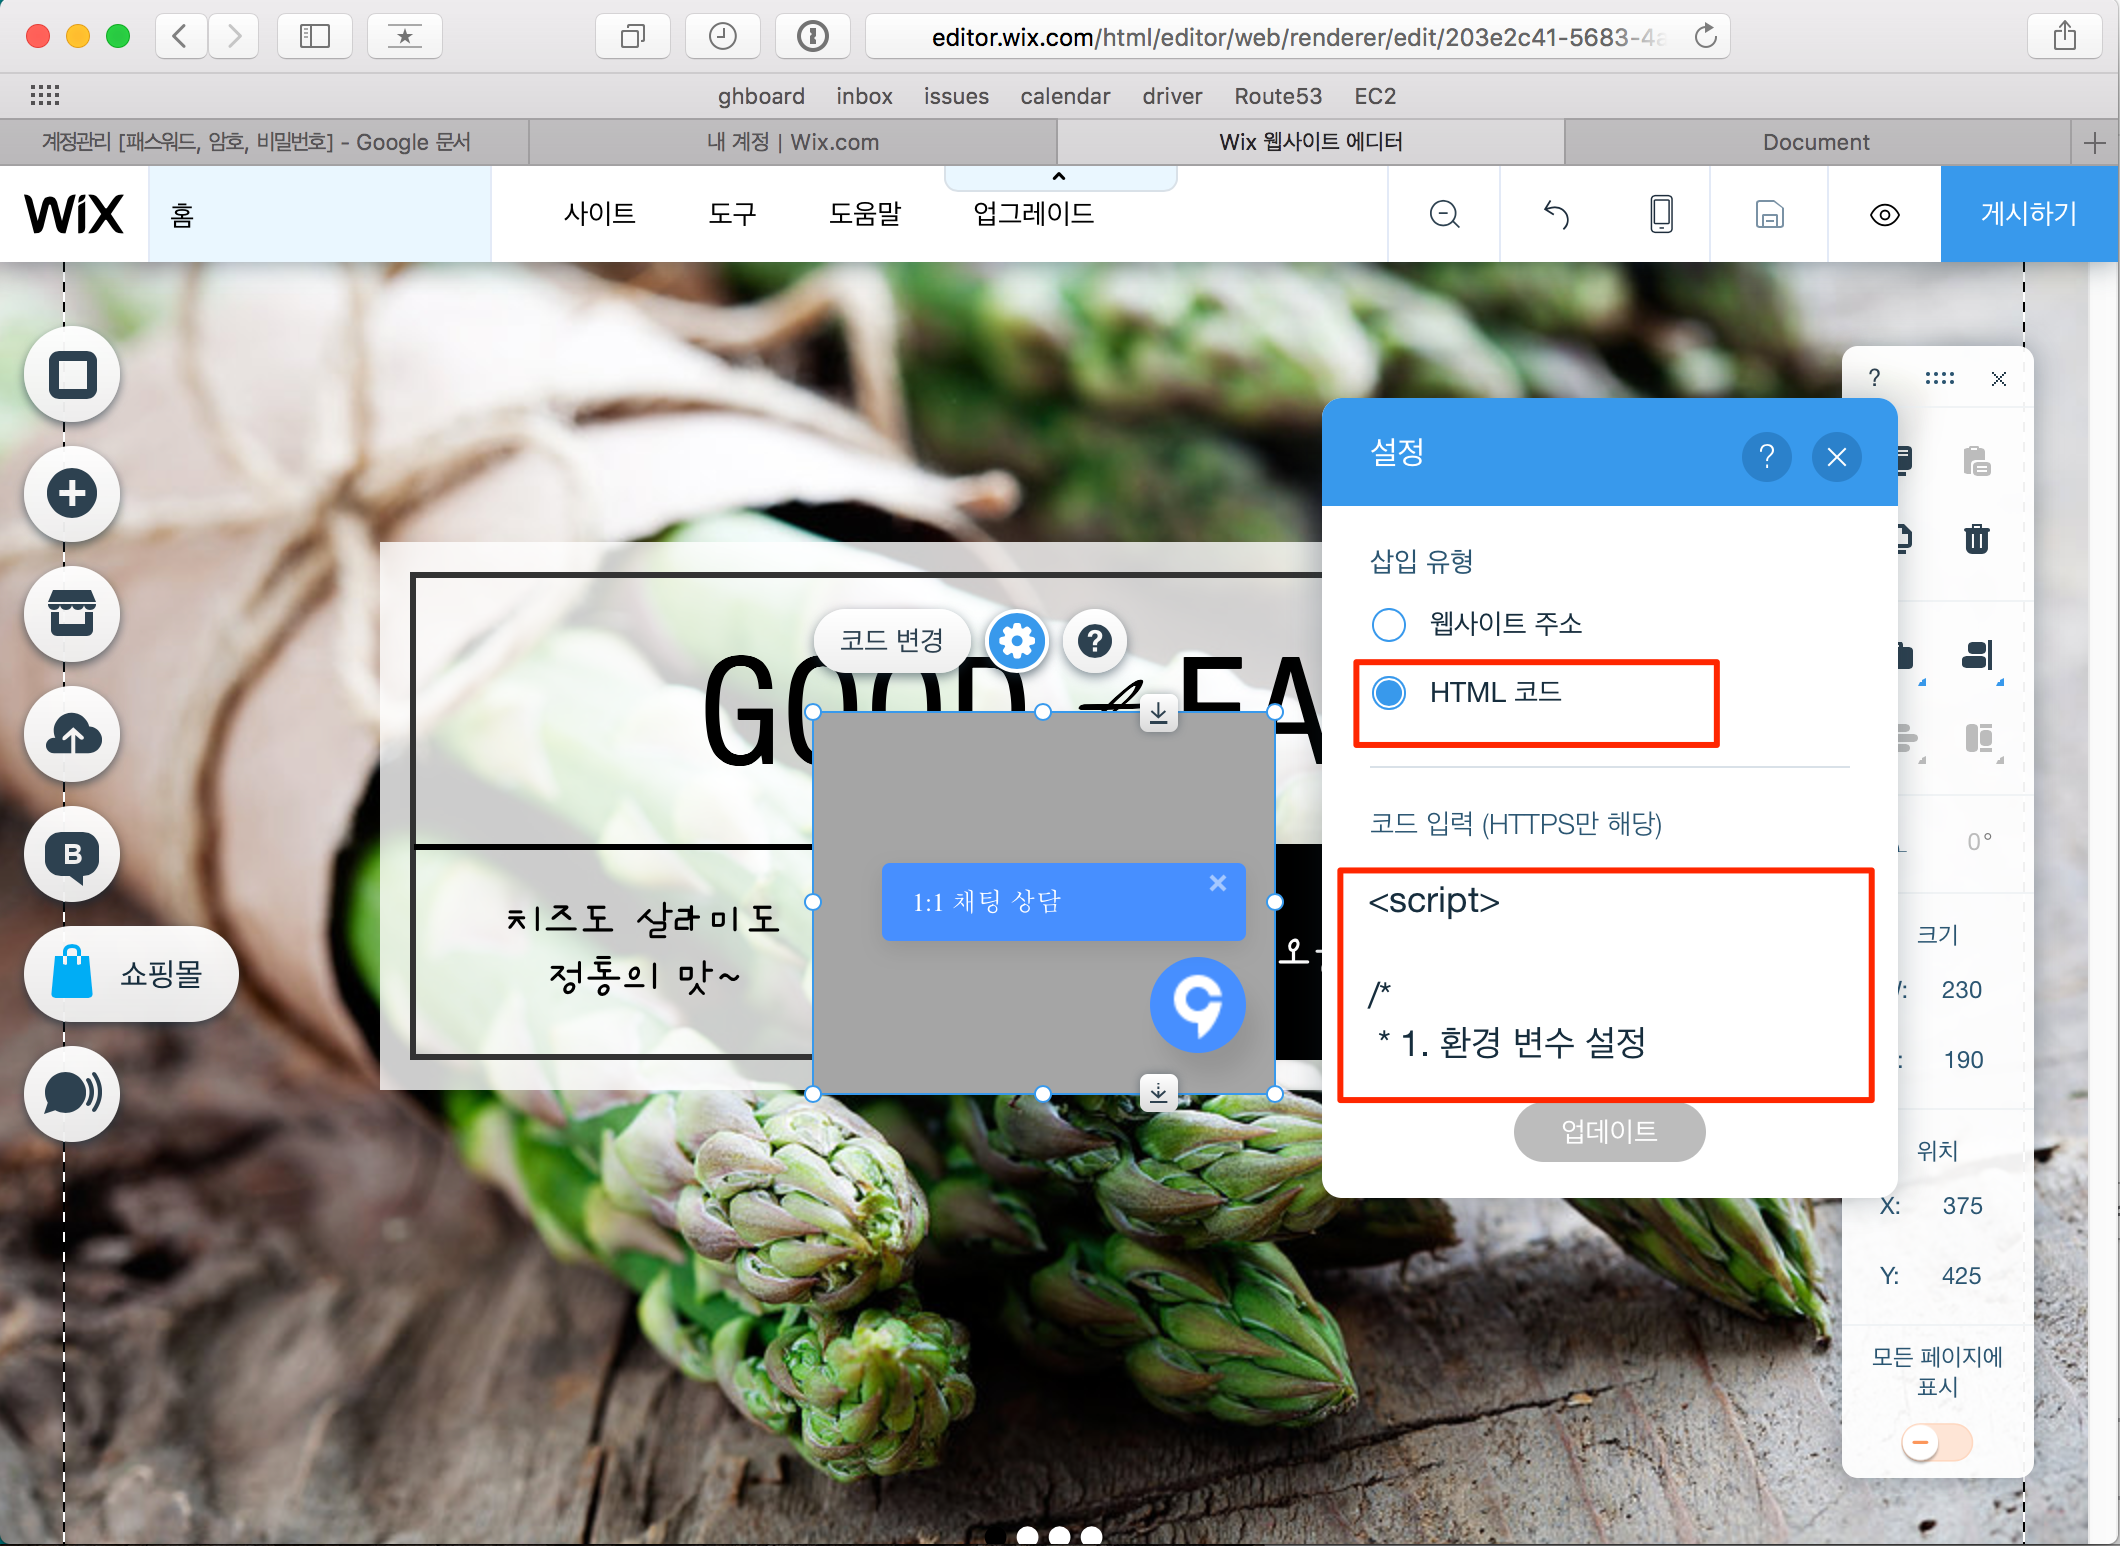 editor.wix.com/html/editor/web/renderer/edit/203e2c41-5683-4a
ghboard inbox issues calendar driver Route53 EC2
계정관리 [패스워드, 암호, 비밀번호] - Google 문서
내 계정 | Wix.com
Wix 웹사이트 에디터
Document
WiX
홈
사이트 도구 도움말 업그레이드
게시하기
?
설정
?
삽입 유형
웹사이트 주소
HTML 코드
코드 변경
?
GOOD EA
코드 입력 (HTTPS만 해당)
0°
B
1:1 채팅 상담
<script>
/*
* 1. 환경 변수 설정
치즈도 살라미도
정통의 맛~
쇼핑몰
크기
230
190
업데이트
위치
X: 375
Y: 425
모든 페이지에
표시